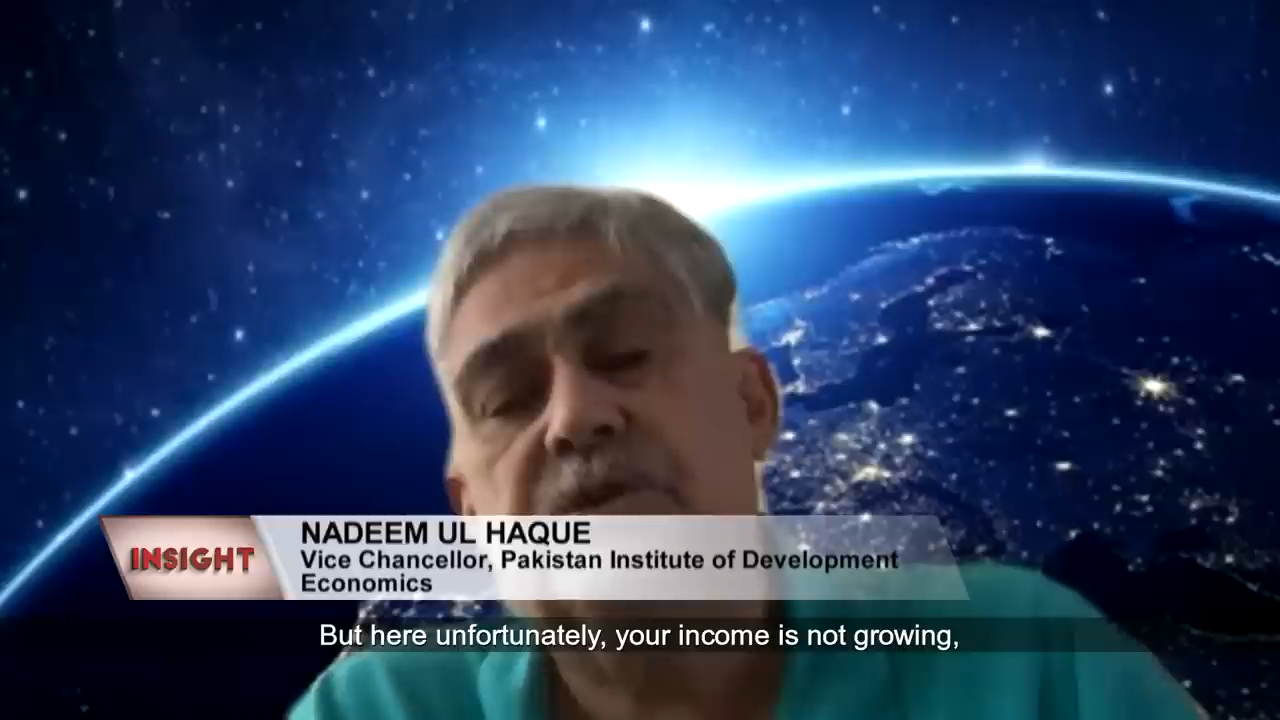 INSIGHT
NADEEM UL HAQUE
Vice Chancellor, Pakistan Institute of Development
Economics
But here unfortunately, your income is not growing,